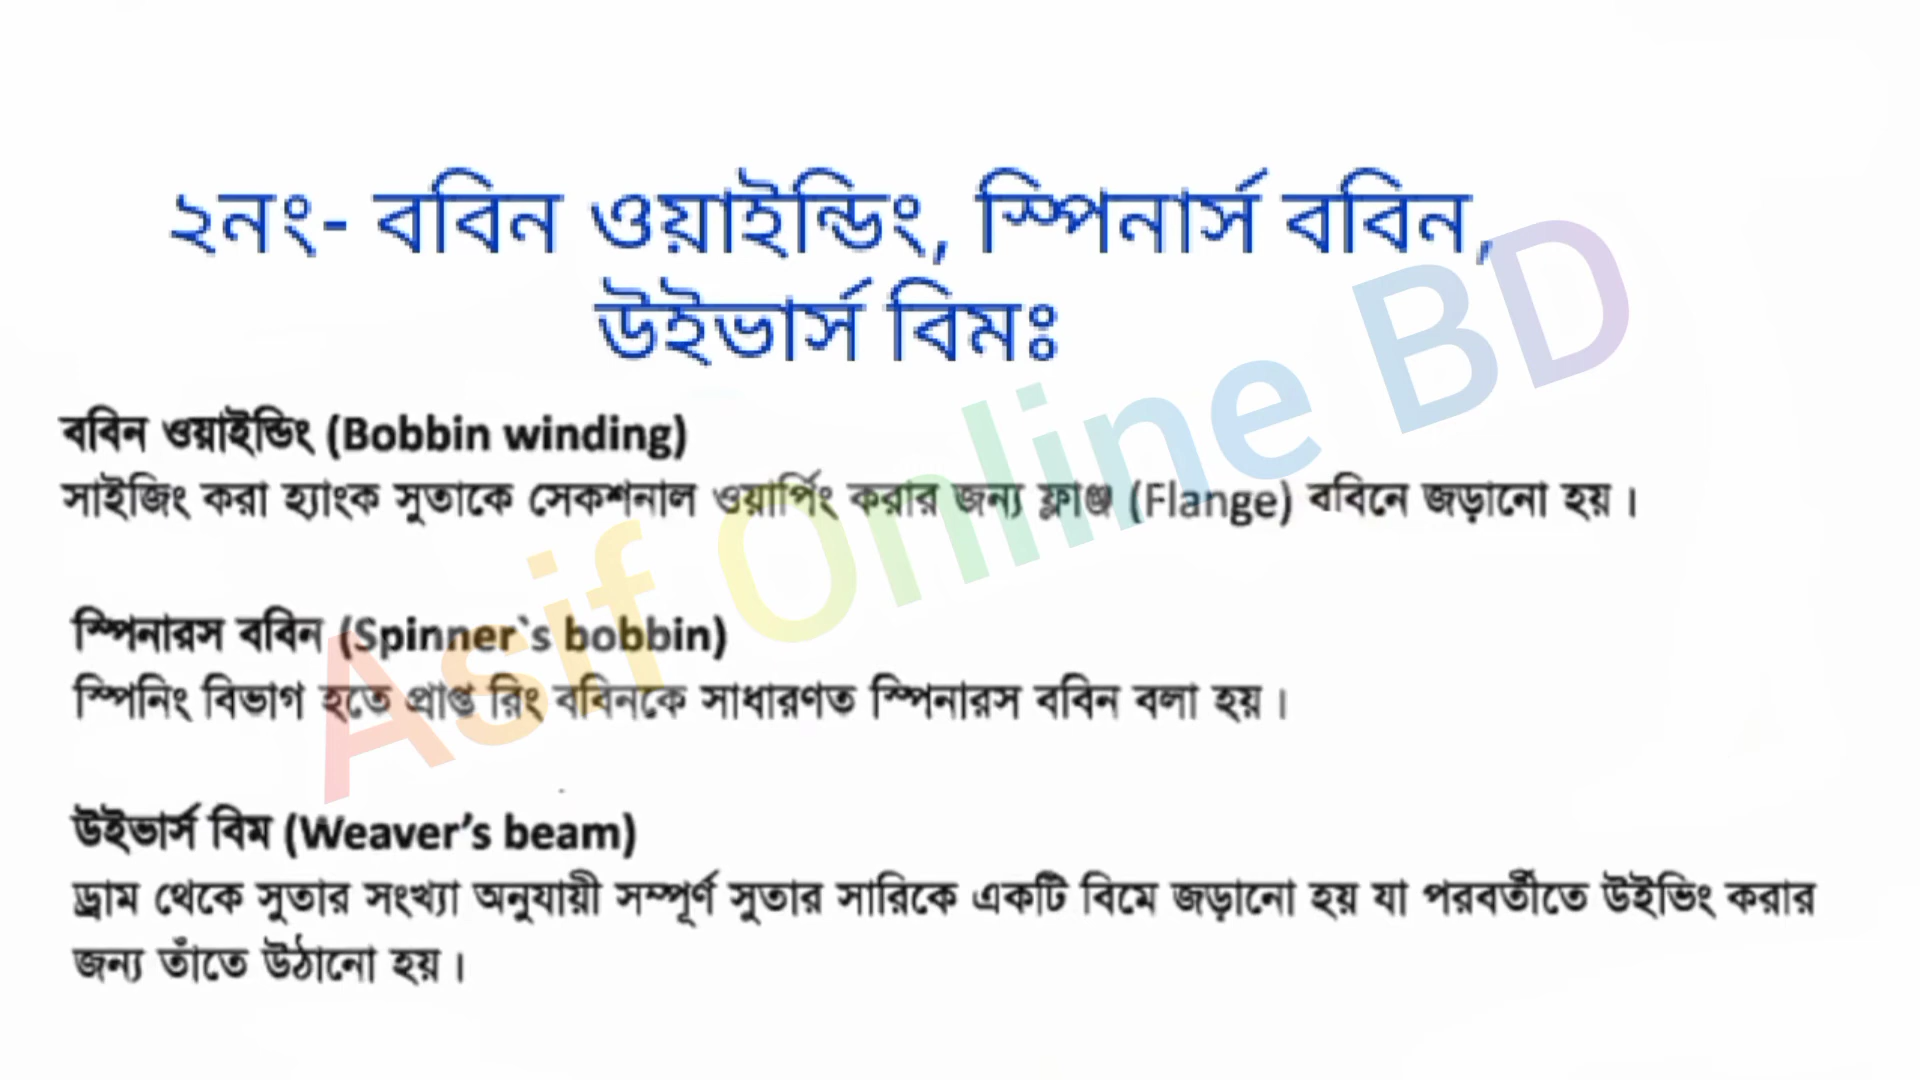 ২নং- ববিন ওয়াইন্ডিং, স্পিনার্স ববিন,
উইভার্স বিমঃ
ববিন ওয়াইন্ডিং (Bobbin winding)
সাইজিং করা হ্যাংক সুতাকে সেকশনাল ওয়ার্পিং করার জন্য ফ্লাঞ্জ (Flange) ববিনে জড়ানো হয়।
স্পিনারস ববিন (Spinner`s bobbin)
স্পিনিং বিভাগ হতে প্রাপ্ত রিং ববিনকে সাধারণত স্পিনারস ববিন বলা হয়।
উইভার্স বিম (Weaver’s beam)
ড্রাম থেকে সুতার সংখ্যা অনুযায়ী সম্পূর্ণ সুতার সারিকে একটি বিমে জড়ানো হয় যা পরবর্তীতে উইভিং করার
জন্য তাঁতে উঠানো হয়।
Asif Online BD